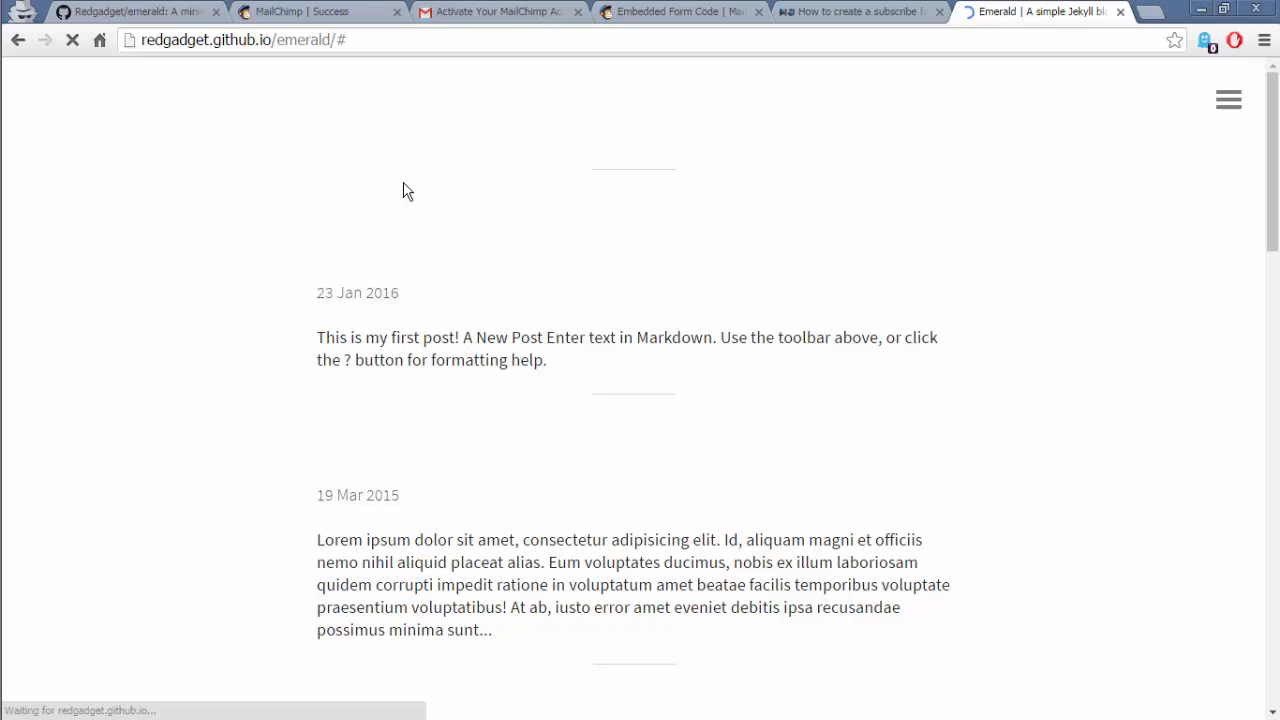 Redgadget/emerald: A mini
MailChimp | Success
Activate Your MailChimp Ac
Embedded Form Code | Mai
How to create a subscribe f
Emerald | A simple Jekyll blo
redgadget.github.io/emerald/#
0
23 Jan 2016
This is my first post! A New Post Enter text in Markdown. Use the toolbar above, or click
the ? button for formatting help.
19 Mar 2015
Lorem ipsum dolor sit amet, consectetur adipisicing elit. Id, aliquam magni et officiis
nemo nihil aliquid placeat alias. Eum voluptates ducimus, nobis ex illum laboriosam
quidem corrupti impedit ratione in voluptatum amet beatae facilis temporibus voluptate
praesentium voluptatibus! At ab, iusto error amet eveniet debitis ipsa recusandae
possimus minima sunt...
Waiting for redgadget.github.io...